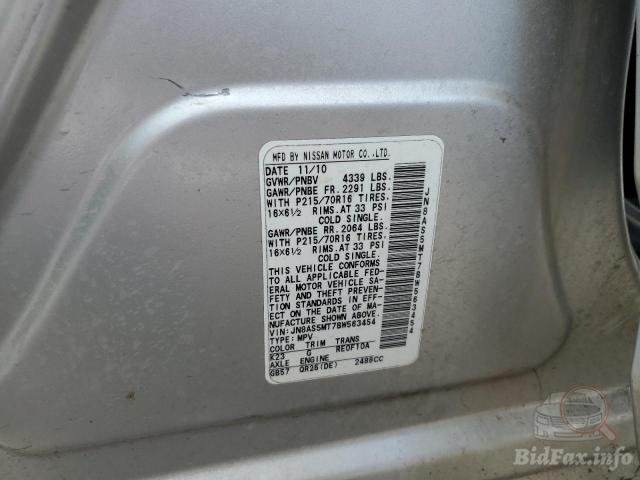 MFD BY NISSAN MOTOR CO.,LTD.
DATE 11/10
GVWR/PNBV 4339 LBS.
GAWR/PNBE FR. 2291 LBS.
WITH P215/70R16 TIRES.
16X6½ RIMS.AT 33 PSI
COLD SINGLE.
GAWR/PNBE RR. 2064 LBS.
WITH P215/70R16 TIRES.
16X6½ RIMS.AT 33 PSI
COLD SINGLE.
THIS VEHICLE CONFORMS
TO ALL APPLICABLE FED-
ERAL MOTOR VEHICLE SA-
FETY AND THEFT PREVEN-
TION STANDARDS IN EFF-
ECT ON THE DATE OF MA-
NUFACTURE SHOWN ABOVE.
VIN: JN8AS5MT7BW563454
TYPE: MPV
COLOR TRIM TRANS
K23 G RE0F10A
AXLE ENGINE
GB57 QR25(DE) 2488CC
JN8AS5MT7BW563454
BidFax.info